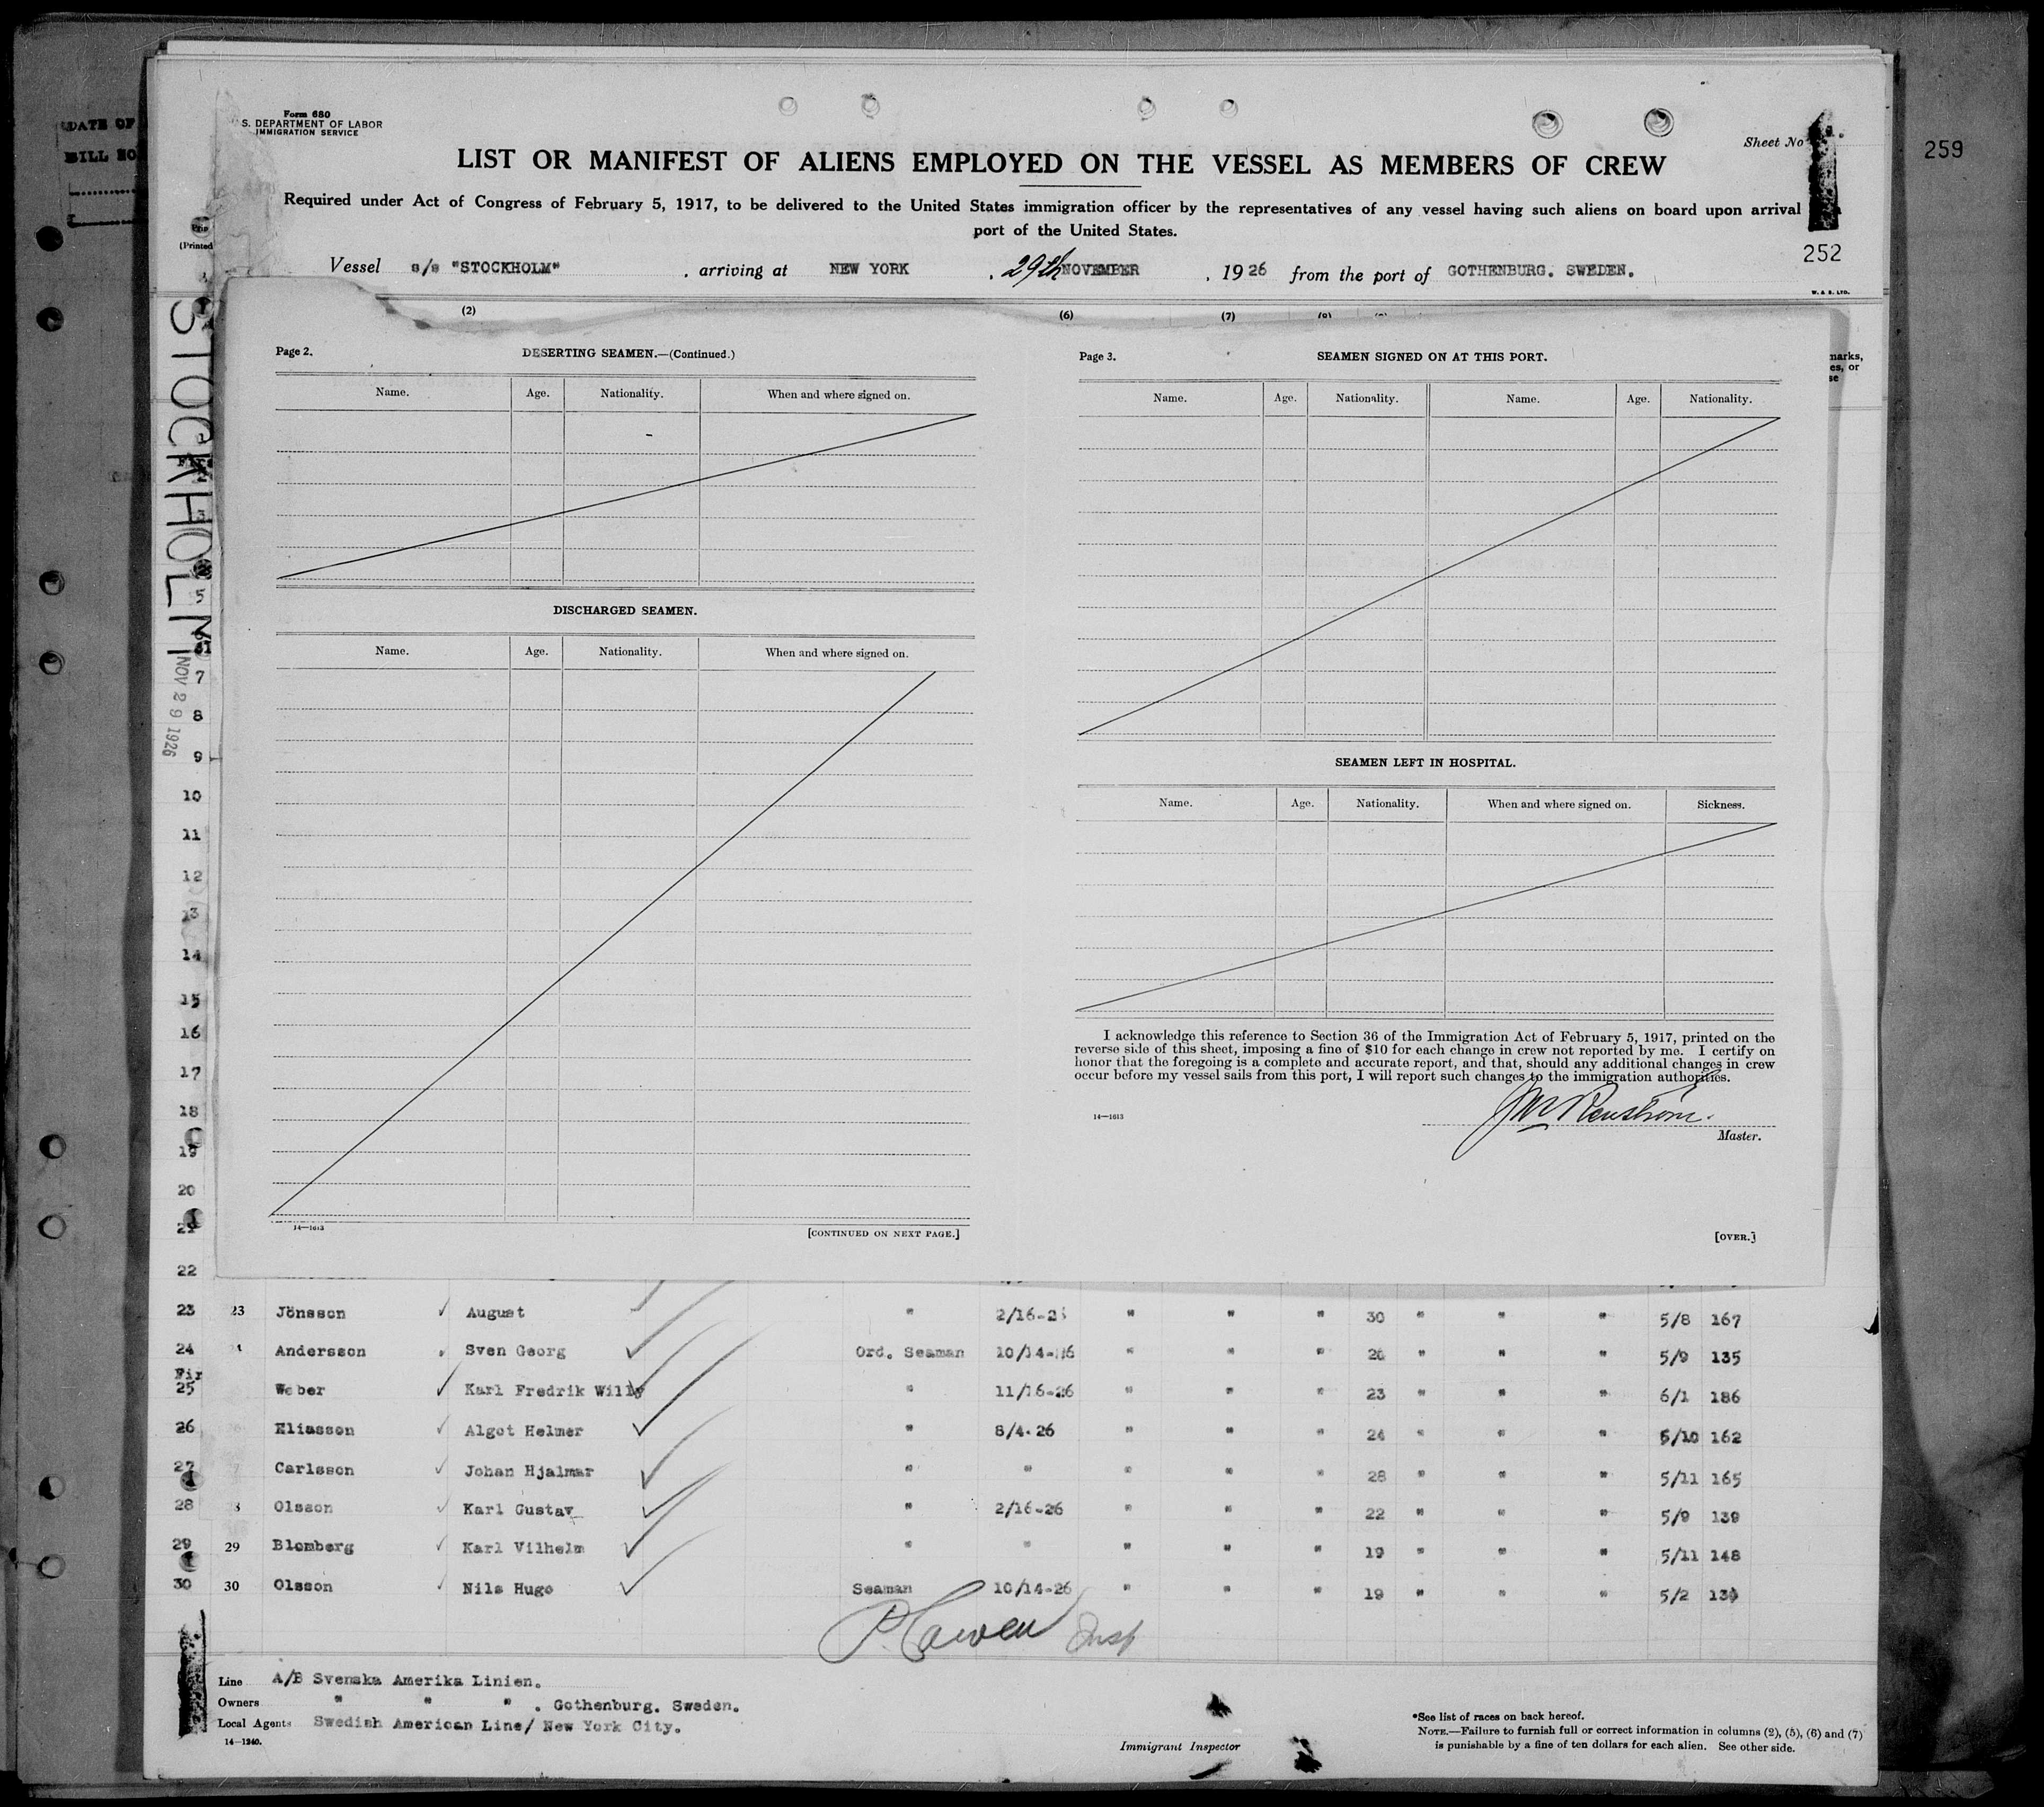 DATE OF
BILL NO
259
Form 680
S. DEPARTMENT OF LABOR
IMMIGRATION SERVICE
Sheet No
LIST OR MANIFEST OF ALIENS EMPLOYED ON THE VESSEL AS MEMBERS OF CREW
Required under Act of Congress of February 5, 1917, to be delivered to the United States immigration officer by the representatives of any vessel having such aliens on board upon arrival
port of the United States.
252
Vessel s/s "STOCKHOLM" , arriving at NEW YORK , 29th NOVEMBER , 1926 from the port of GOTHENBURG. SWEDEN.
W. & S. LTD.
(Printed
(2) (6) (7)
STOCKHOLM
NOV 29 1926
Page 2. DESERTING SEAMEN.—(Continued.)
Name. Age. Nationality. When and where signed on.
DISCHARGED SEAMEN.
Name. Age. Nationality. When and where signed on.
14—1613 [CONTINUED ON NEXT PAGE.]
Page 3. SEAMEN SIGNED ON AT THIS PORT.
Name. Age. Nationality. Name. Age. Nationality.
SEAMEN LEFT IN HOSPITAL.
Name. Age. Nationality. When and where signed on. Sickness.
I acknowledge this reference to Section 36 of the Immigration Act of February 5, 1917, printed on the
reverse side of this sheet, imposing a fine of $10 for each change in crew not reported by me. I certify on
honor that the foregoing is a complete and accurate report, and that, should any additional changes in crew
occur before my vessel sails from this port, I will report such changes to the immigration authorities.
14—1613
Master.
[OVER.]
marks,
es, or
se
5
7
8
9
10
11
12
13
14
15
16
17
18
19
20
21
22
23 23 Jönsson August " " " " 30 " " " 5/8 167
24 Andersson Sven Georg Ord. Seaman " " " " " " 5/9 135
25 Weber Karl Fredrik Willy " 11/16-26 " " " 23 " " " 6/1 186
26 Eliasson Algot Helmer " 8/4-26 " " " 24 " " " 5/10 162
27 Carlsson Johan Hjalmar " " " " " 28 " " " 5/11 165
28 Olsson Karl Gustav " 2/16-26 " " " 22 " " " 5/9 139
29 29 Blomberg Karl Vilhelm " " " " " 19 " " " 5/11 148
30 30 Olsson Nils Hugo Seaman 10/14-26 " " " 19 " " " 5/2
P. Cowen Insp
Line A/B Svenska Amerika Linien.
Owners " " " . Gothenburg. Sweden.
Local Agents Swedish American Line/ New York City.
14—1240.
Immigrant Inspector
*See list of races on back hereof.
NOTE.—Failure to furnish full or correct information in columns (2), (5), (6) and (7)
is punishable by a fine of ten dollars for each alien. See other side.